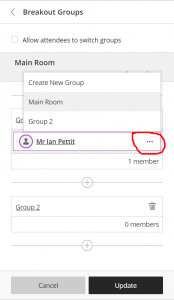 Breakout Groups
Allow attendees to switch groups
Main Room
Create New Group
Main Room
Group 2
Gr
Mr Ian Pettit
1 member
Group 2
0 members
Cancel
Update